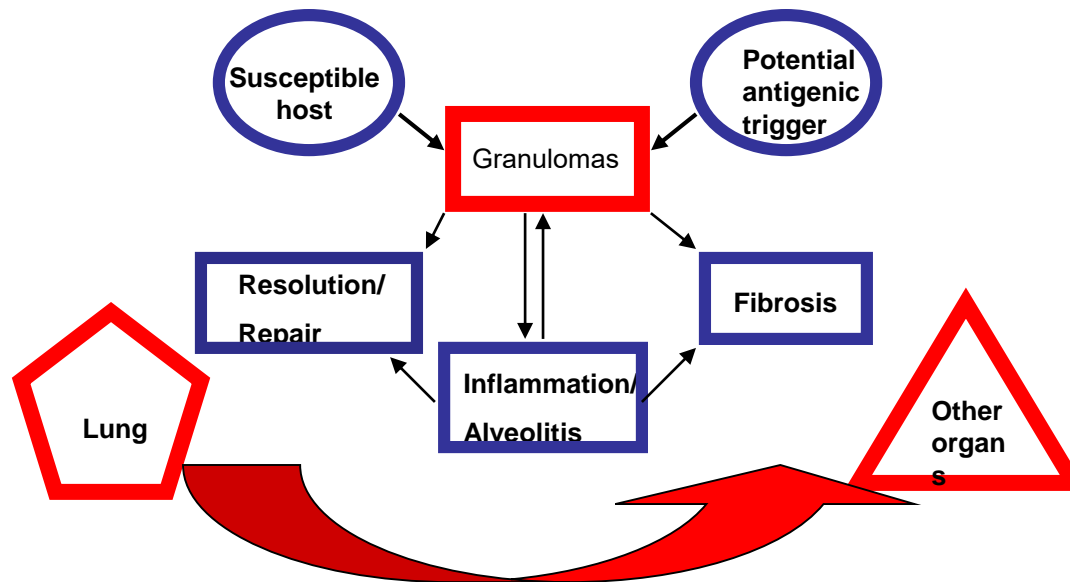 Susceptible
host
Potential
antigenic
trigger
Granulomas
Resolution/
Repair
Fibrosis
Inflammation/
Alveolitis
Lung
Other
organ
s